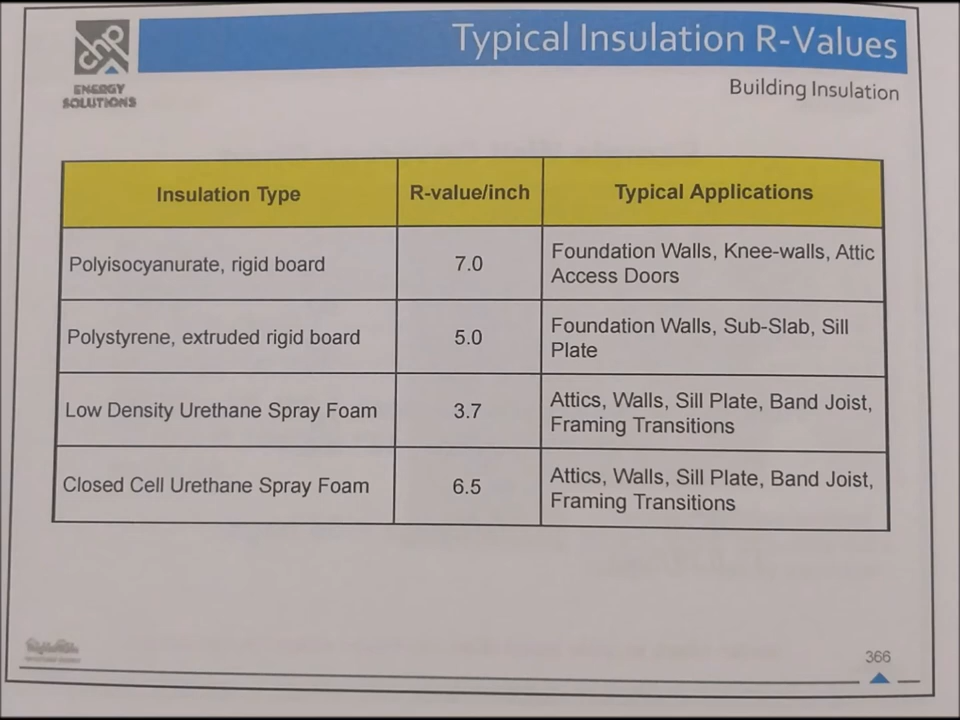 chp
ENERGY
SOLUTIONS
Typical Insulation R-Values
Building Insulation
Insulation Type
R-value/inch
Typical Applications
Polyisocyanurate, rigid board
7.0
Foundation Walls, Knee-walls, Attic
Access Doors
Polystyrene, extruded rigid board
5.0
Foundation Walls, Sub-Slab, Sill
Plate
Low Density Urethane Spray Foam
3.7
Attics, Walls, Sill Plate, Band Joist,
Framing Transitions
Closed Cell Urethane Spray Foam
6.5
Attics, Walls, Sill Plate, Band Joist,
Framing Transitions
366